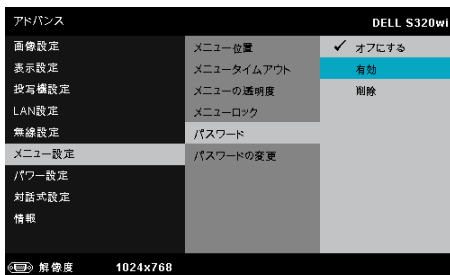 アドバンス
DELL S320wi
画像設定
表示設定
投写機設定
LAN設定
無線設定
メニュー設定
パワー設定
対話式設定
情報
メニュー位置
メニュータイムアウト
メニューの透明度
メニューロック
パスワード
パスワードの変更
オフにする
有効
削除
解像度 1024x768